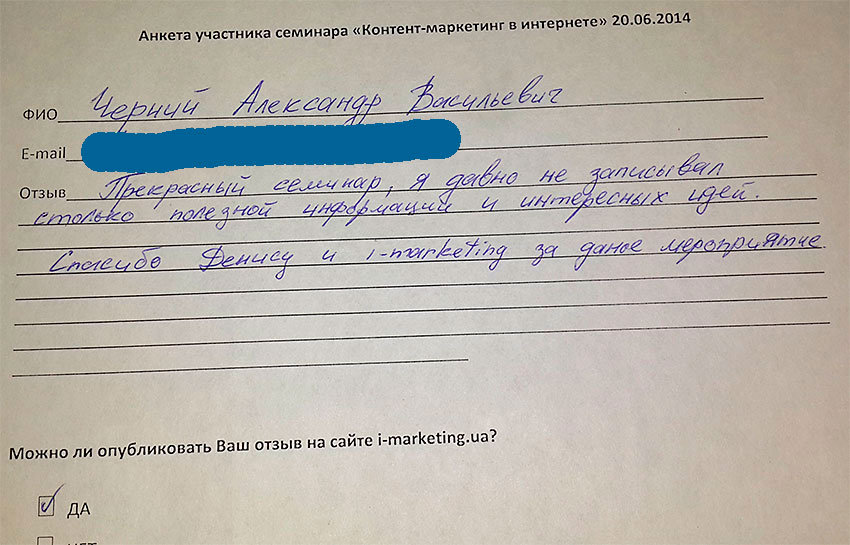 Анкета участника семинара «Контент-маркетинг в интернете» 20.06.2014
ФИО Черний Александр Васильевич
E-mail
Отзыв Прекрасный семинар, я давно не записывал
столько полезной информации и интересных идей.
Спасибо Денису и i-marketing за даное мероприятие
Можно ли опубликовать Ваш отзыв на сайте i-marketing.ua?
ДА
НЕТ